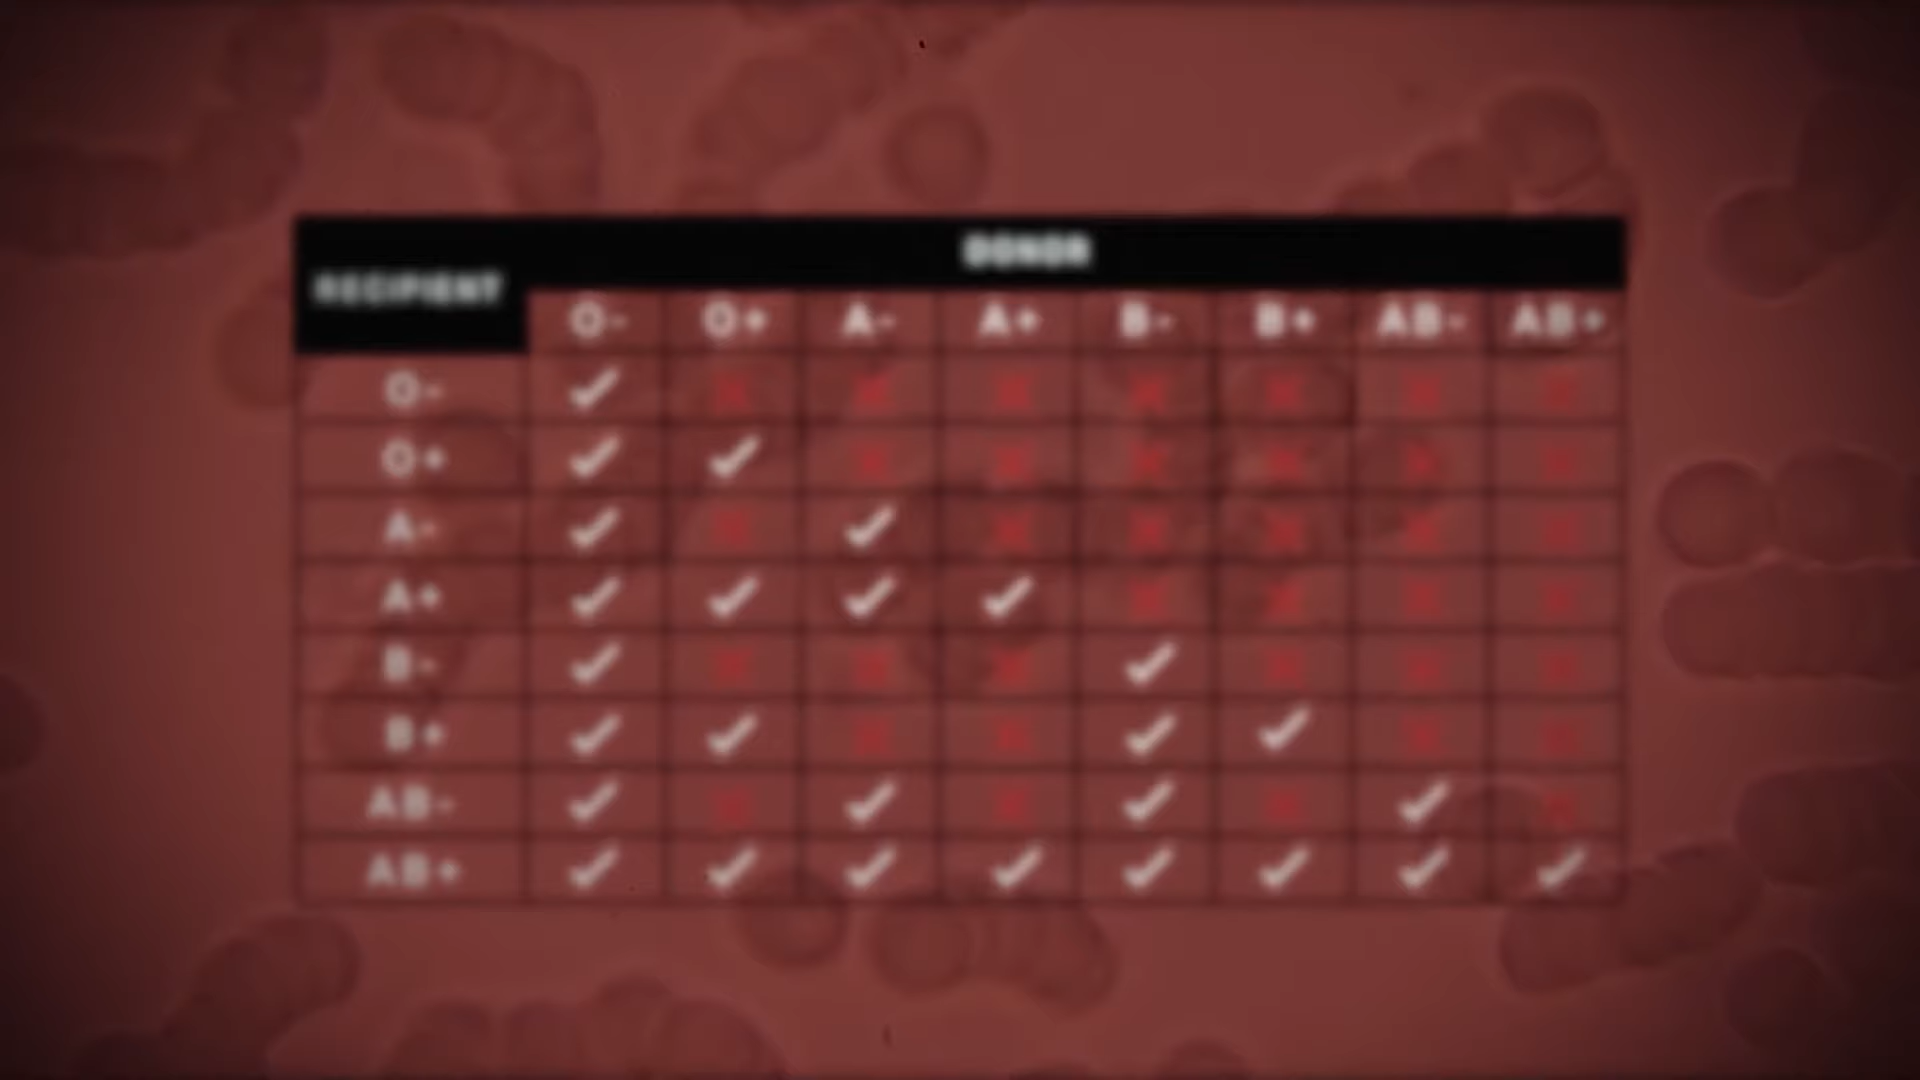 DONOR
RECIPIENT
O- O+ A- A+ B- B+ AB- AB+
O- ✓ ✗ ✗ ✗ ✗ ✗ ✗ ✗
O+ ✓ ✓ ✗ ✗ ✗ ✗ ✗ ✗
A- ✓ ✗ ✓ ✗ ✗ ✗ ✗ ✗
A+ ✓ ✓ ✓ ✓ ✗ ✗ ✗ ✗
B- ✓ ✗ ✗ ✗ ✓ ✗ ✗ ✗
B+ ✓ ✓ ✗ ✗ ✓ ✓ ✗ ✗
AB- ✓ ✗ ✓ ✗ ✓ ✗ ✓ ✗
AB+ ✓ ✓ ✓ ✓ ✓ ✓ ✓ ✓